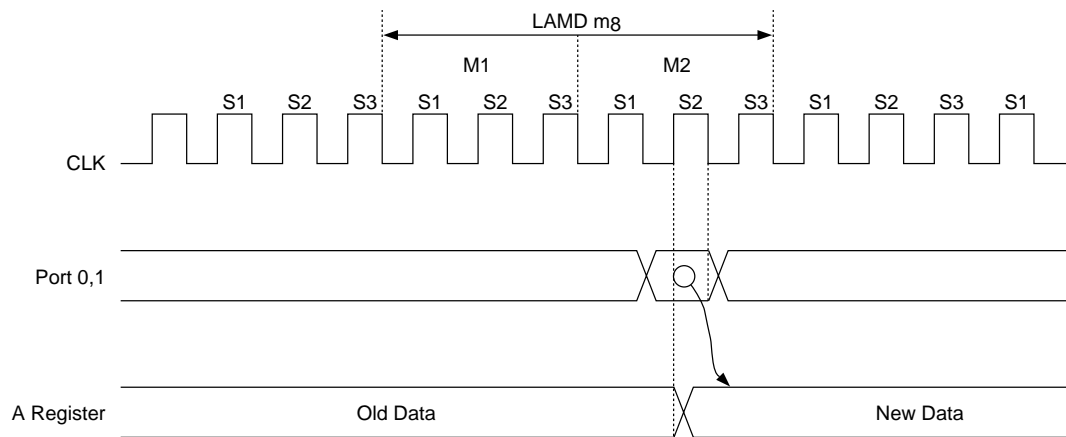 LAMD m8
M1 M2
S1 S2 S3 S1 S2 S3 S1 S2 S3 S1 S2 S3 S1
CLK
Port 0,1
A Register Old Data New Data